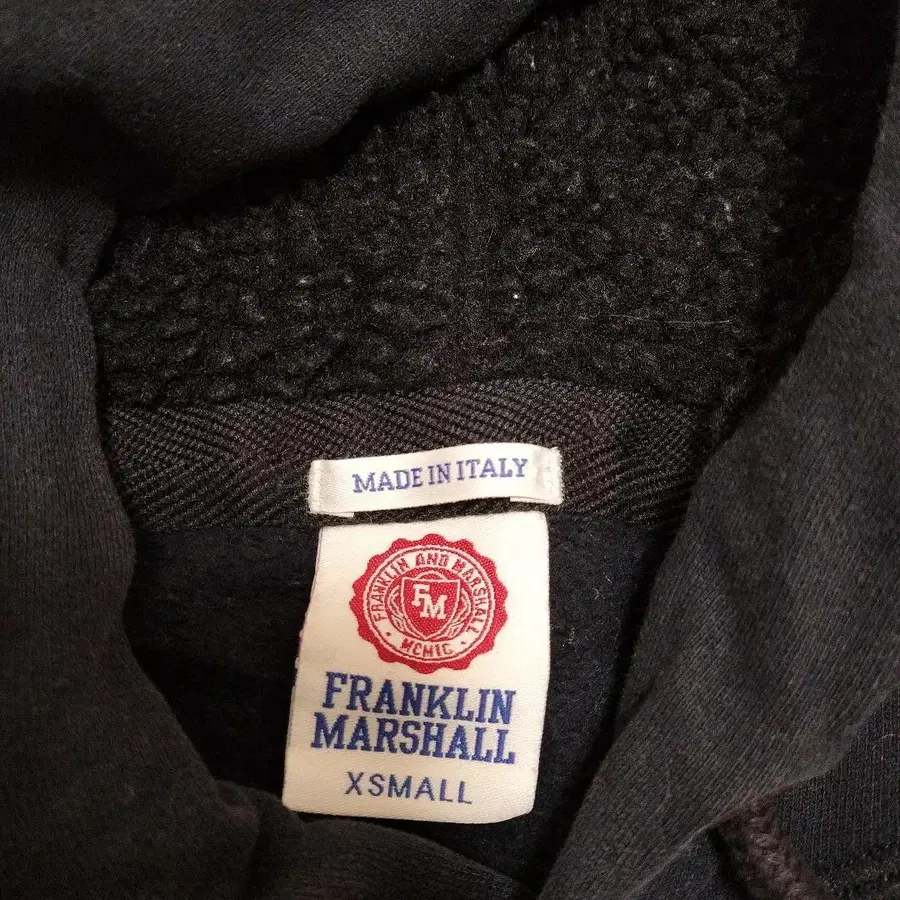 MADE IN ITALY
FRANKLIN AND MARSHALL
FM
MCMIC
FRANKLIN
MARSHALL
XSMALL